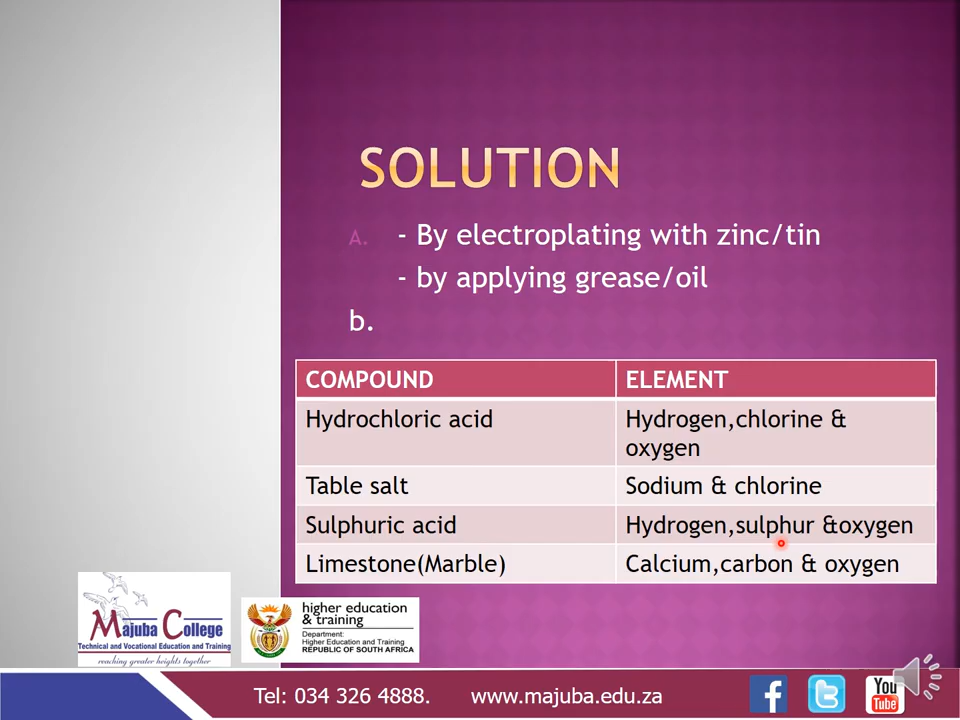 SOLUTION
A. - By electroplating with zinc/tin
- by applying grease/oil
b.
COMPOUND ELEMENT
Hydrochloric acid Hydrogen,chlorine &
oxygen
Table salt Sodium & chlorine
Sulphuric acid Hydrogen,sulphur &oxygen
Limestone(Marble) Calcium,carbon & oxygen
Majuba College
Technical and Vocational Education and Training
reaching greater heights together
higher education
& training
Department:
Higher Education and Training
REPUBLIC OF SOUTH AFRICA
Tel: 034 326 4888. www.majuba.edu.za
You
Tube